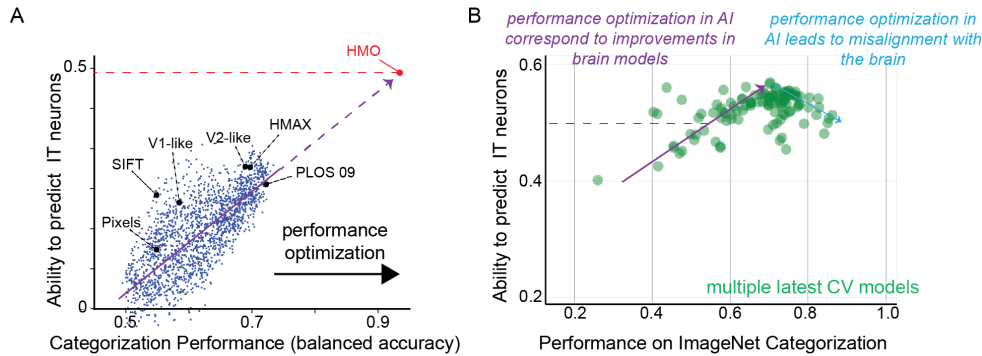 A
Ability to predict IT neurons
0.5
0
HMO
HMAX
V2-like
V1-like
SIFT
PLOS 09
Pixels
performance
optimization
0.5
0.7
0.9
Categorization Performance (balanced accuracy)
B
performance optimization in AI
correspond to improvements in
brain models
performance optimization in
AI leads to misalignment with
the brain
Ability to predict IT neurons
0.6
0.4
0.2
multiple latest CV models
0.2
0.4
0.6
0.8
1.0
Performance on ImageNet Categorization